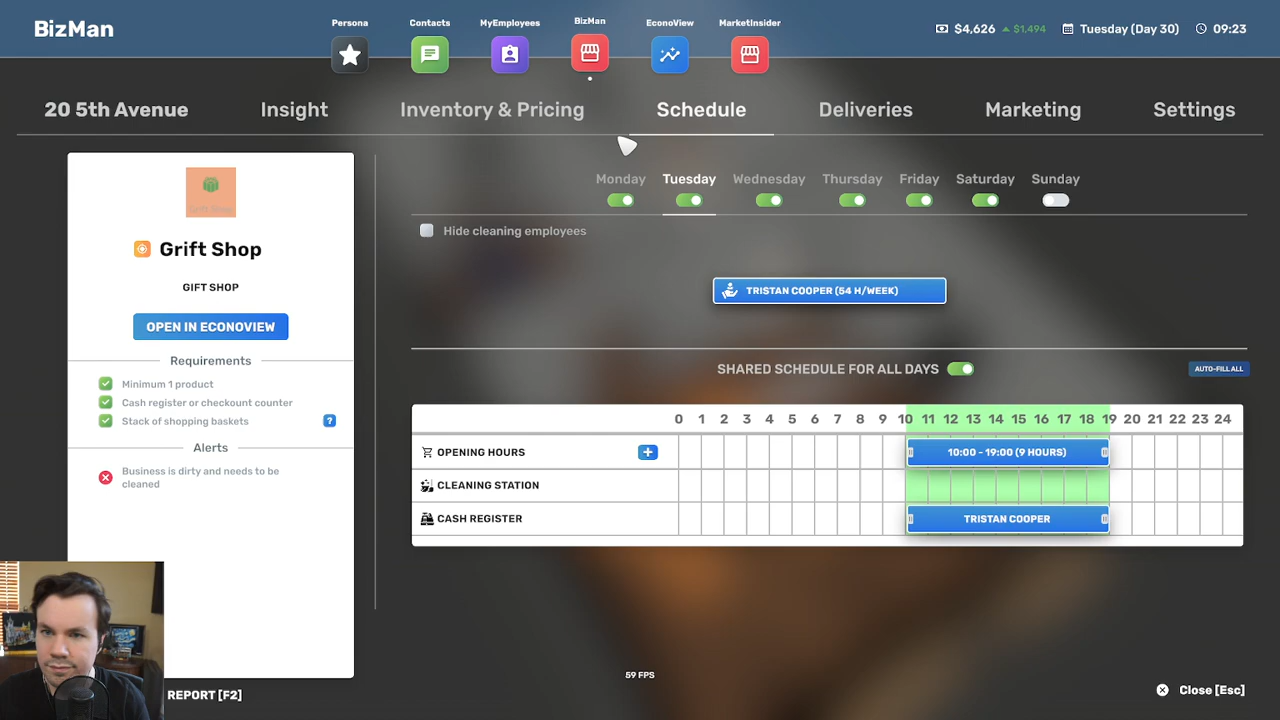 BizMan
Persona
Contacts
MyEmployees
BizMan
EconoView
MarketInsider
$4,626 $1,494
Tuesday (Day 30)
09:23
20 5th Avenue
Insight
Inventory & Pricing
Schedule
Deliveries
Marketing
Settings
Grift Shop
GIFT SHOP
OPEN IN ECONOVIEW
Requirements
Minimum 1 product
Cash register or checkount counter
Stack of shopping baskets
?
Alerts
Business is dirty and needs to be
cleaned
Monday
Tuesday
Wednesday
Thursday
Friday
Saturday
Sunday
Hide cleaning employees
TRISTAN COOPER (54 H/WEEK)
SHARED SCHEDULE FOR ALL DAYS
AUTO-FILL ALL
0 1 2 3 4 5 6 7 8 9 10 11 12 13 14 15 16 17 18 19 20 21 22 23 24
OPENING HOURS
10:00 - 19:00 (9 HOURS)
CLEANING STATION
CASH REGISTER
TRISTAN COOPER
59 FPS
REPORT [F2]
Close [Esc]